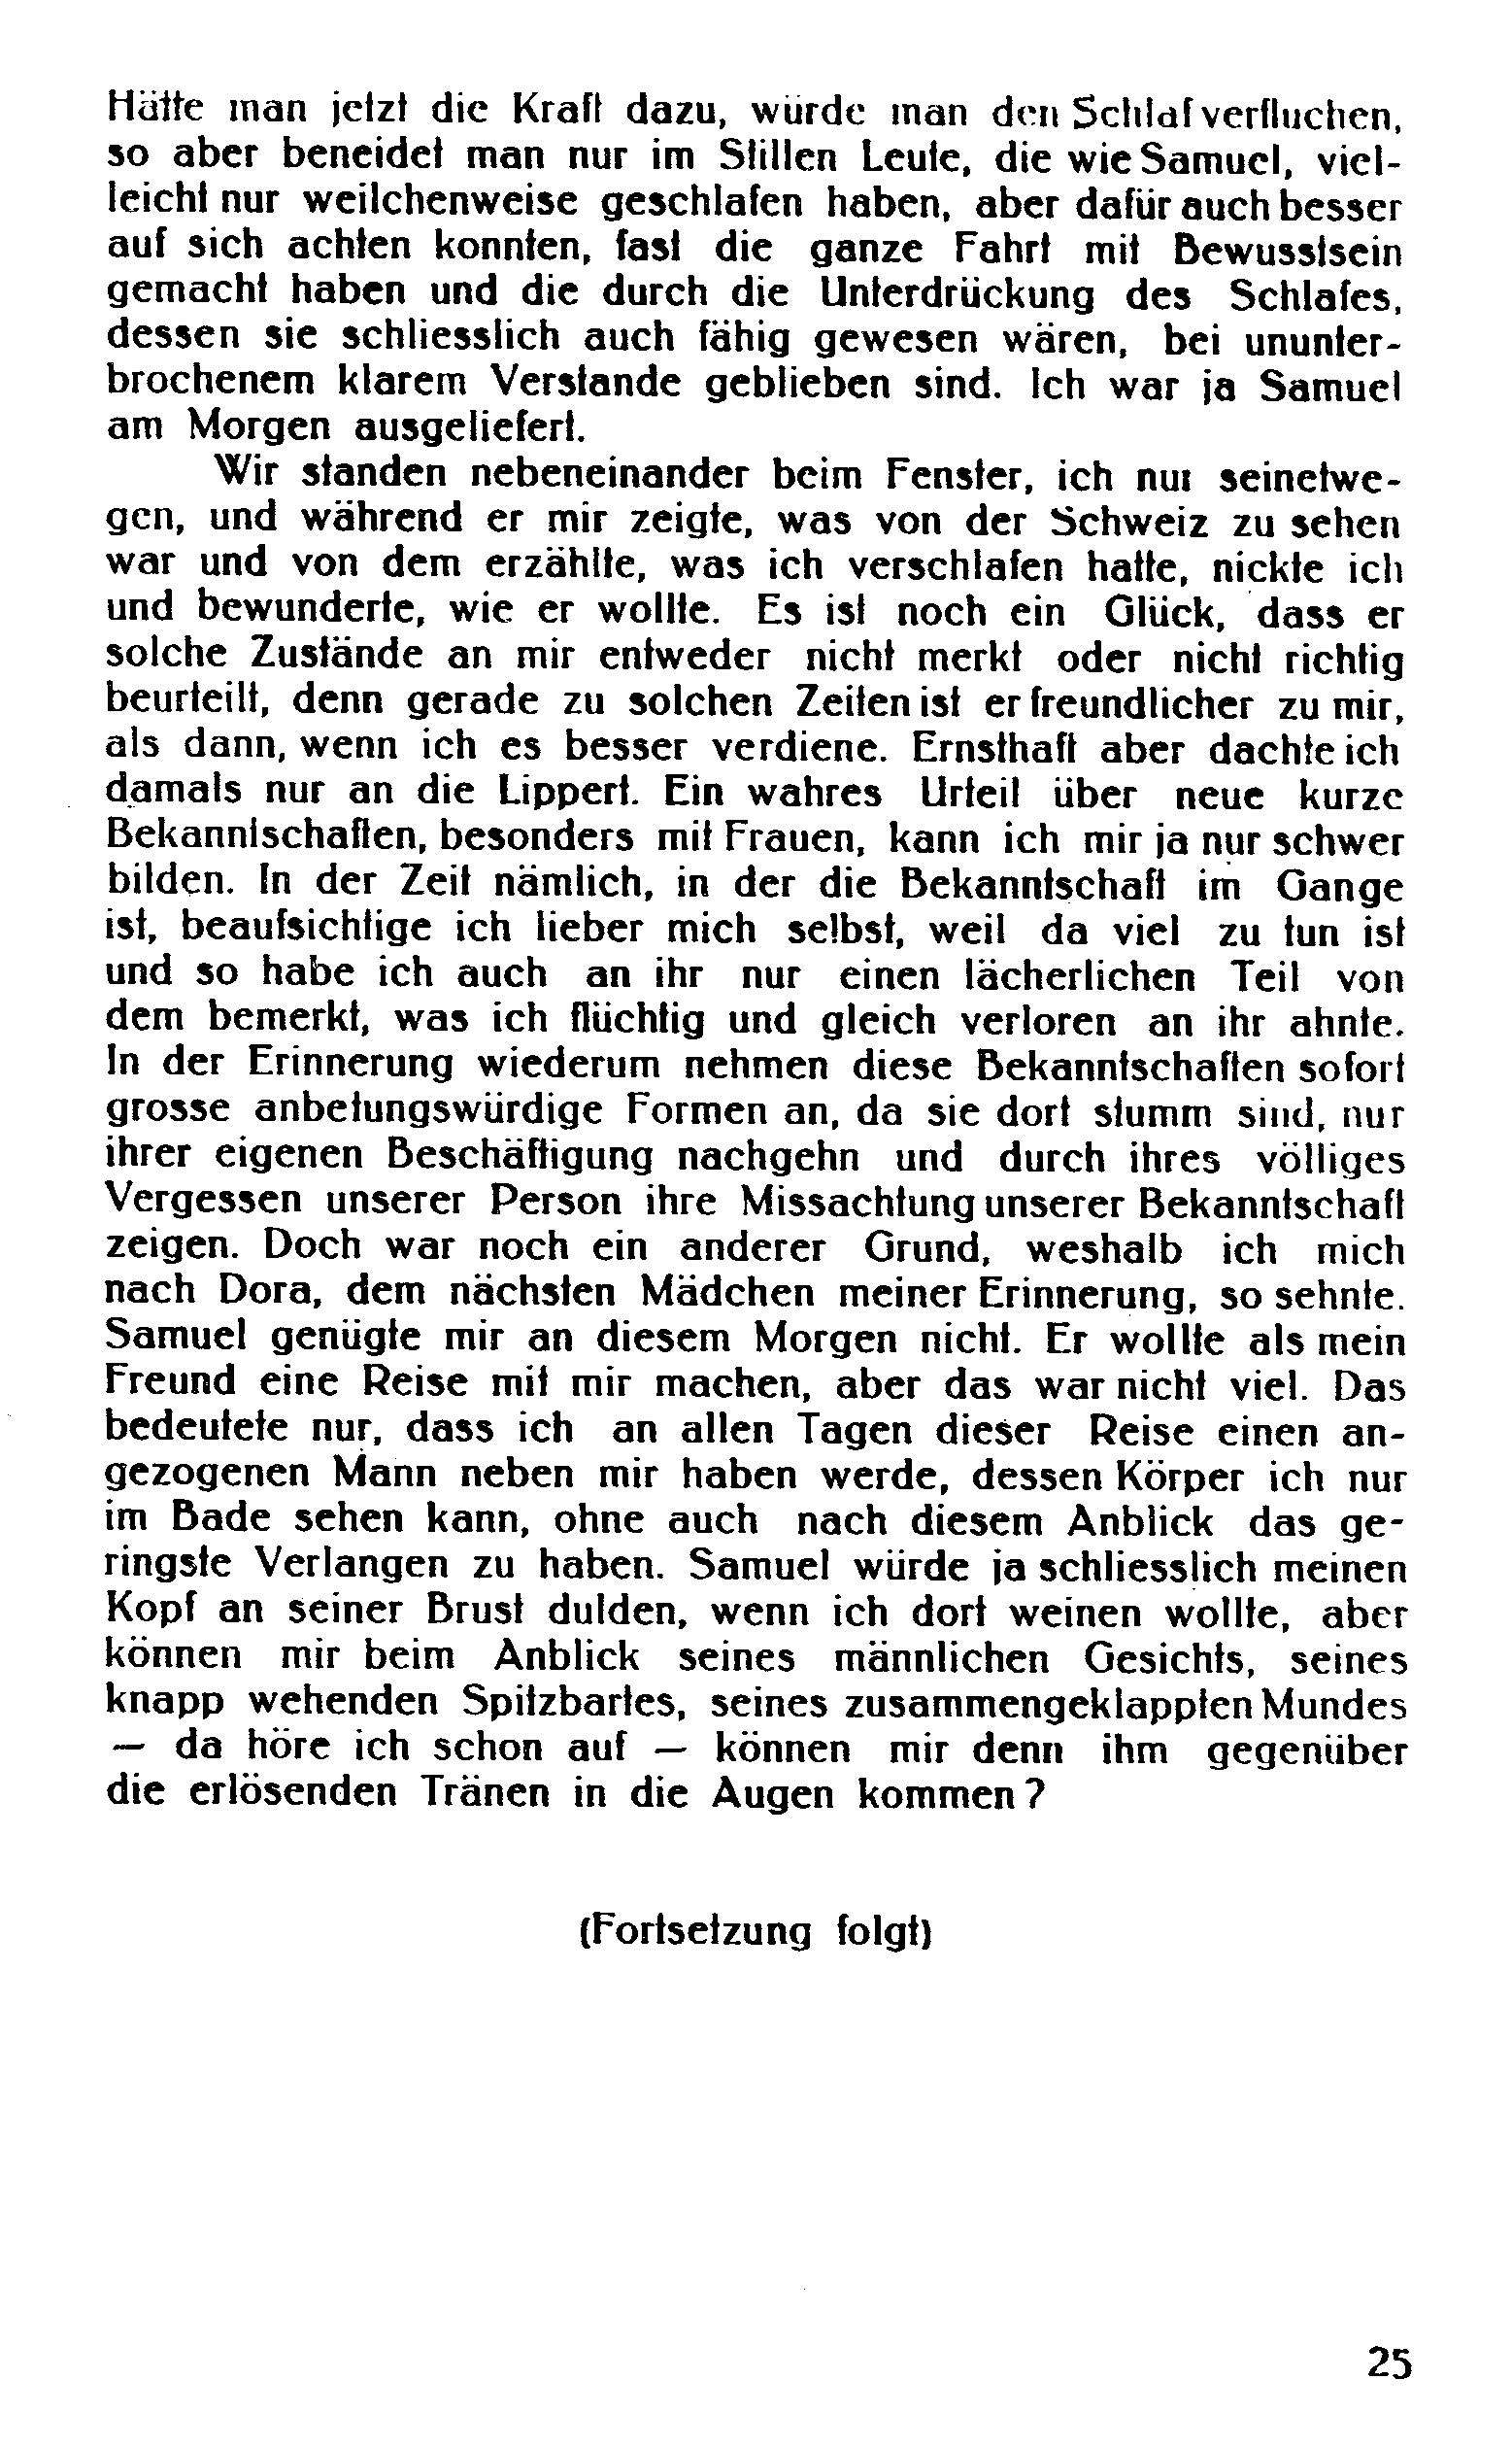 Hätte man jetzt die Kraft dazu, würde man den Schlaf verfluchen,
so aber beneidet man nur im Stillen Leute, die wie Samuel, viel-
leicht nur weilchenweise geschlafen haben, aber dafür auch besser
auf sich achten konnten, fast die ganze Fahrt mit Bewusstsein
gemacht haben und die durch die Unterdrückung des Schlafes,
dessen sie schliesslich auch fähig gewesen wären, bei ununter-
brochenem klarem Verstande geblieben sind. Ich war ja Samuel
am Morgen ausgeliefert.
Wir standen nebeneinander beim Fenster, ich nur seinetwe-
gen, und während er mir zeigte, was von der Schweiz zu sehen
war und von dem erzählte, was ich verschlafen hatte, nickte ich
und bewunderte, wie er wollte. Es ist noch ein Glück, dass er
solche Zustände an mir entweder nicht merkt oder nicht richtig
beurteilt, denn gerade zu solchen Zeiten ist er freundlicher zu mir,
als dann, wenn ich es besser verdiene. Ernsthaft aber dachte ich
damals nur an die Lippert. Ein wahres Urteil über neue kurze
Bekanntschaften, besonders mit Frauen, kann ich mir ja nur schwer
bilden. In der Zeit nämlich, in der die Bekanntschaft im Gange
ist, beaufsichtige ich lieber mich selbst, weil da viel zu tun ist
und so habe ich auch an ihr nur einen lächerlichen Teil von
dem bemerkt, was ich flüchtig und gleich verloren an ihr ahnte.
In der Erinnerung wiederum nehmen diese Bekanntschaften sofort
grosse anbetungswürdige Formen an, da sie dort stumm sind, nur
ihrer eigenen Beschäftigung nachgehn und durch ihres völliges
Vergessen unserer Person ihre Missachtung unserer Bekanntschaft
zeigen. Doch war noch ein anderer Grund, weshalb ich mich
nach Dora, dem nächsten Mädchen meiner Erinnerung, so sehnte.
Samuel genügte mir an diesem Morgen nicht. Er wollte als mein
Freund eine Reise mit mir machen, aber das war nicht viel. Das
bedeutete nur, dass ich an allen Tagen dieser Reise einen an-
gezogenen Mann neben mir haben werde, dessen Körper ich nur
im Bade sehen kann, ohne auch nach diesem Anblick das ge-
ringste Verlangen zu haben. Samuel würde ja schliesslich meinen
Kopf an seiner Brust dulden, wenn ich dort weinen wollte, aber
können mir beim Anblick seines männlichen Gesichts, seines
knapp wehenden Spitzbartes, seines zusammengeklappten Mundes
— da höre ich schon auf — können mir denn ihm gegenüber
die erlösenden Tränen in die Augen kommen?
(Fortsetzung folgt)
25